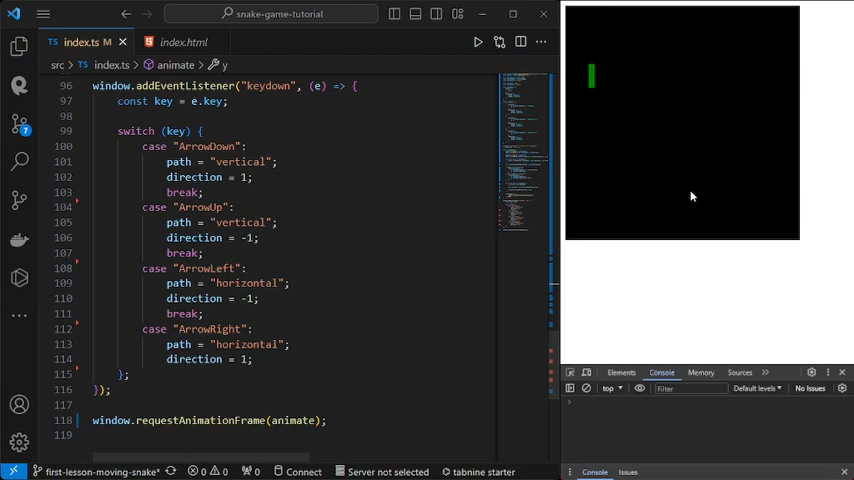 snake-game-tutorial
index.ts M
index.html
src > index.ts > animate > y
96 window.addEventListener("keydown", (e) => {
97 const key = e.key;
98
99 switch (key) {
100 case "ArrowDown":
101 path = "vertical";
102 direction = 1;
103 break;
104 case "ArrowUp":
105 path = "vertical";
106 direction = -1;
107 break;
108 case "ArrowLeft":
109 path = "horizontal";
110 direction = -1;
111 break;
112 case "ArrowRight":
113 path = "horizontal";
114 direction = 1;
115 };
116 });
117
118 window.requestAnimationFrame(animate);
119
7
Elements Console Memory Sources
top Filter Default levels No Issues
first-lesson-moving-snake* 0 0 0 Connect Server not selected tabnine starter
Console Issues